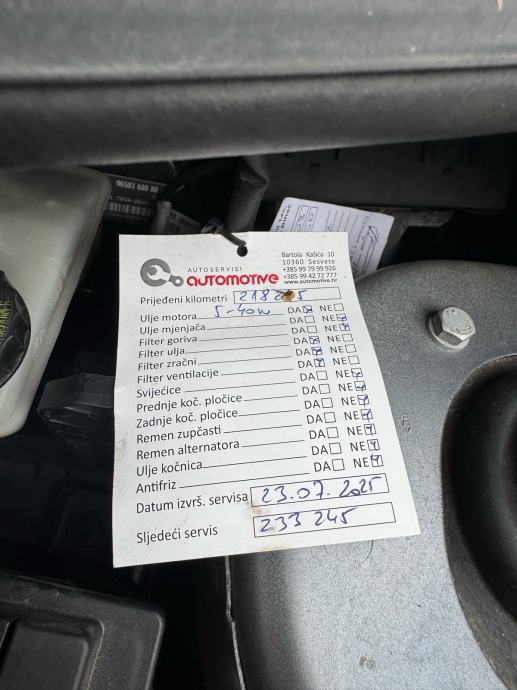 96503 680 80
AUTOSERVISI
AUTOMOTIVE
Bartola Kašića 10
10360 Sesvete
+385 99 79 99 926
+385 99 42 72 777
www.automotive.hr
Prijeđeni kilometri
Ulje motora 5-40W DA☒ NE☐
Ulje mjenjača DA☐ NE☒
Filter goriva DA☐ NE☒
Filter ulja DA☒ NE☐
Filter zračni DA☒ NE☐
Filter ventilacije DA☒ NE☐
Svijećice DA☐ NE☒
Prednje koč. pločice DA☐ NE☒
Zadnje koč. pločice DA☐ NE☒
Remen zupčasti DA☐ NE☒
Remen alternatora DA☐ NE☒
Ulje kočnica DA☐ NE☒
Antifriz DA☐ NE☒
Datum izvrš. servisa 23.07.2025
Sljedeći servis 233 245